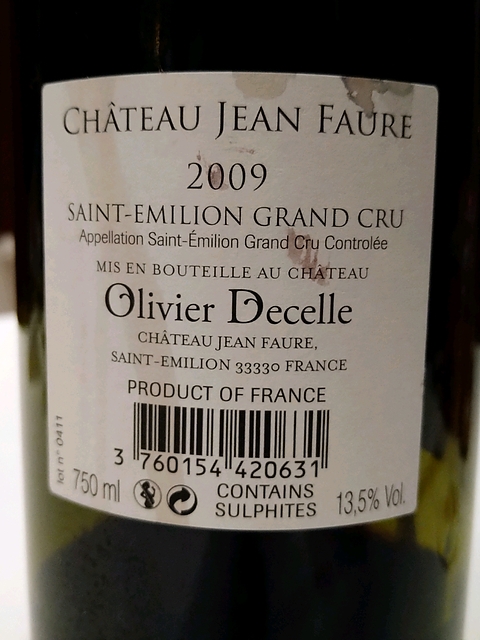 CHÂTEAU JEAN FAURE
2009
SAINT-EMILION GRAND CRU
Appellation Saint-Émilion Grand Cru Controlée
MIS EN BOUTEILLE AU CHÂTEAU
Olivier Decelle
CHÂTEAU JEAN FAURE,
SAINT-EMILION 33330 FRANCE
PRODUCT OF FRANCE
3 760154 420631
lot n° 0411
750 ml
CONTAINS
SULPHITES
13,5% Vol.